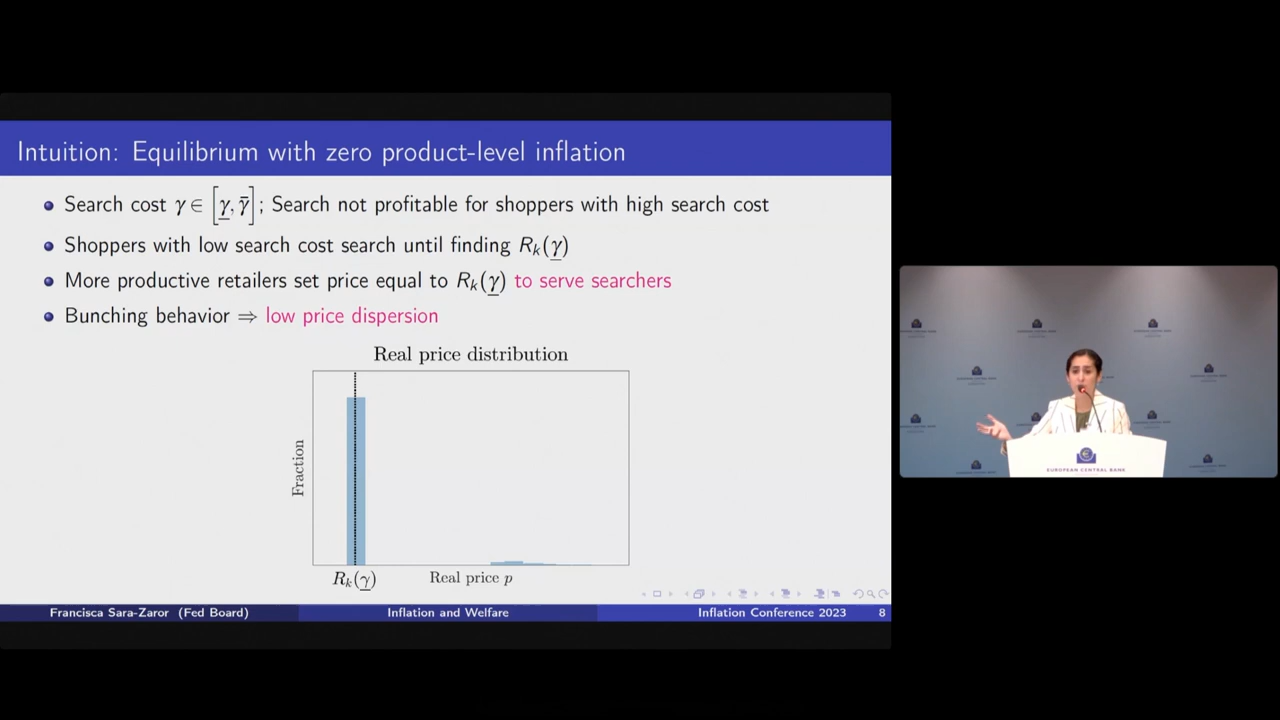 Intuition: Equilibrium with zero product-level inflation
Search cost γ ∈ [γ̲, γ̄]; Search not profitable for shoppers with high search cost
Shoppers with low search cost search until finding Rₖ(γ̲)
More productive retailers set price equal to Rₖ(γ̲) to serve searchers
Bunching behavior ⇒ low price dispersion
Real price distribution
Fraction
Rₖ(γ̲)
Real price p
Francisca Sara-Zaror (Fed Board)
Inflation and Welfare
Inflation Conference 2023
8
EUROPEAN CENTRAL BANK